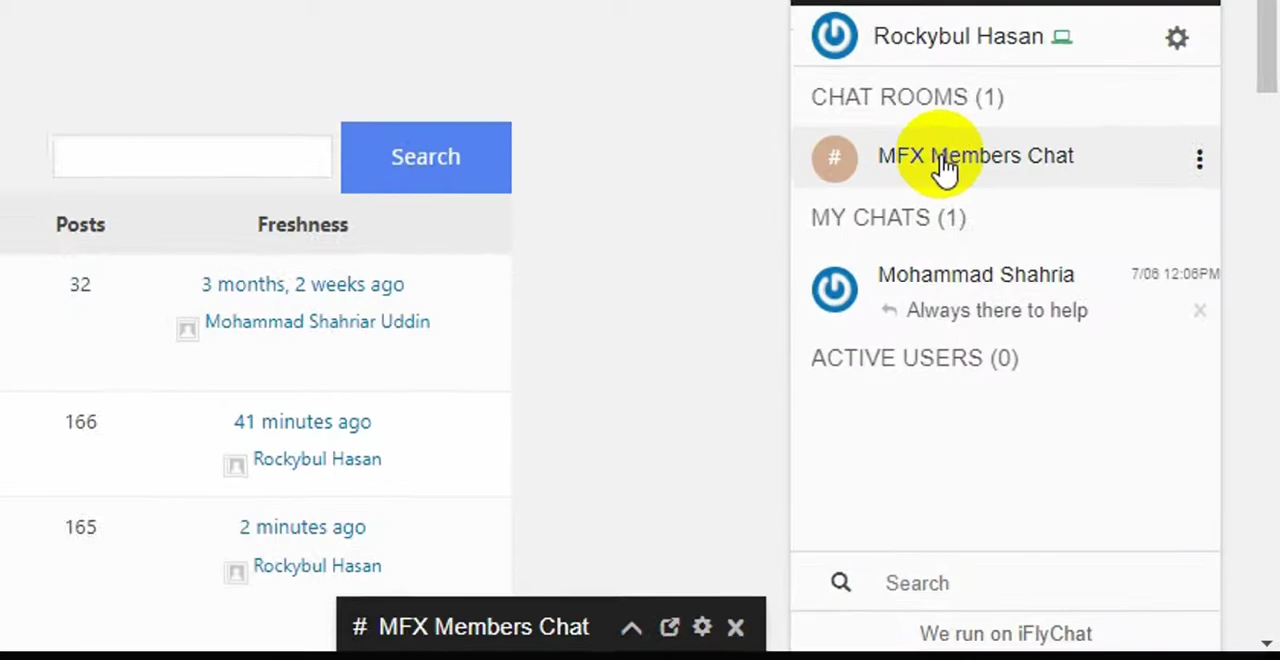 Rockybul Hasan
CHAT ROOMS (1)
# MFX Members Chat
MY CHATS (1)
Mohammad Shahria 7/06 12:06PM
Always there to help
ACTIVE USERS (0)
Search
We run on iFlyChat
Search
Posts Freshness
32 3 months, 2 weeks ago
Mohammad Shahriar Uddin
166 41 minutes ago
Rockybul Hasan
165 2 minutes ago
Rockybul Hasan
# MFX Members Chat